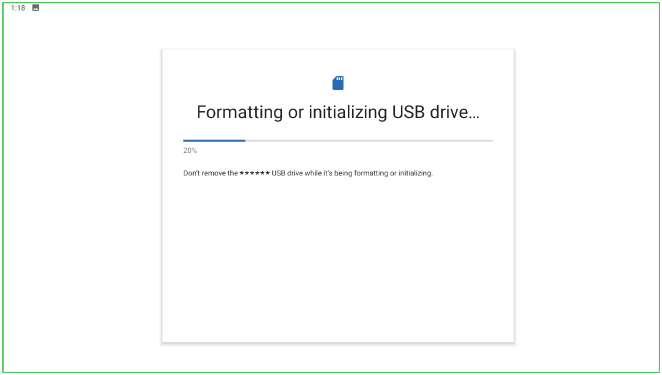 1:18
Formatting or initializing USB drive...
20%
Don't remove the ****** USB drive while it's being formatting or initializing.